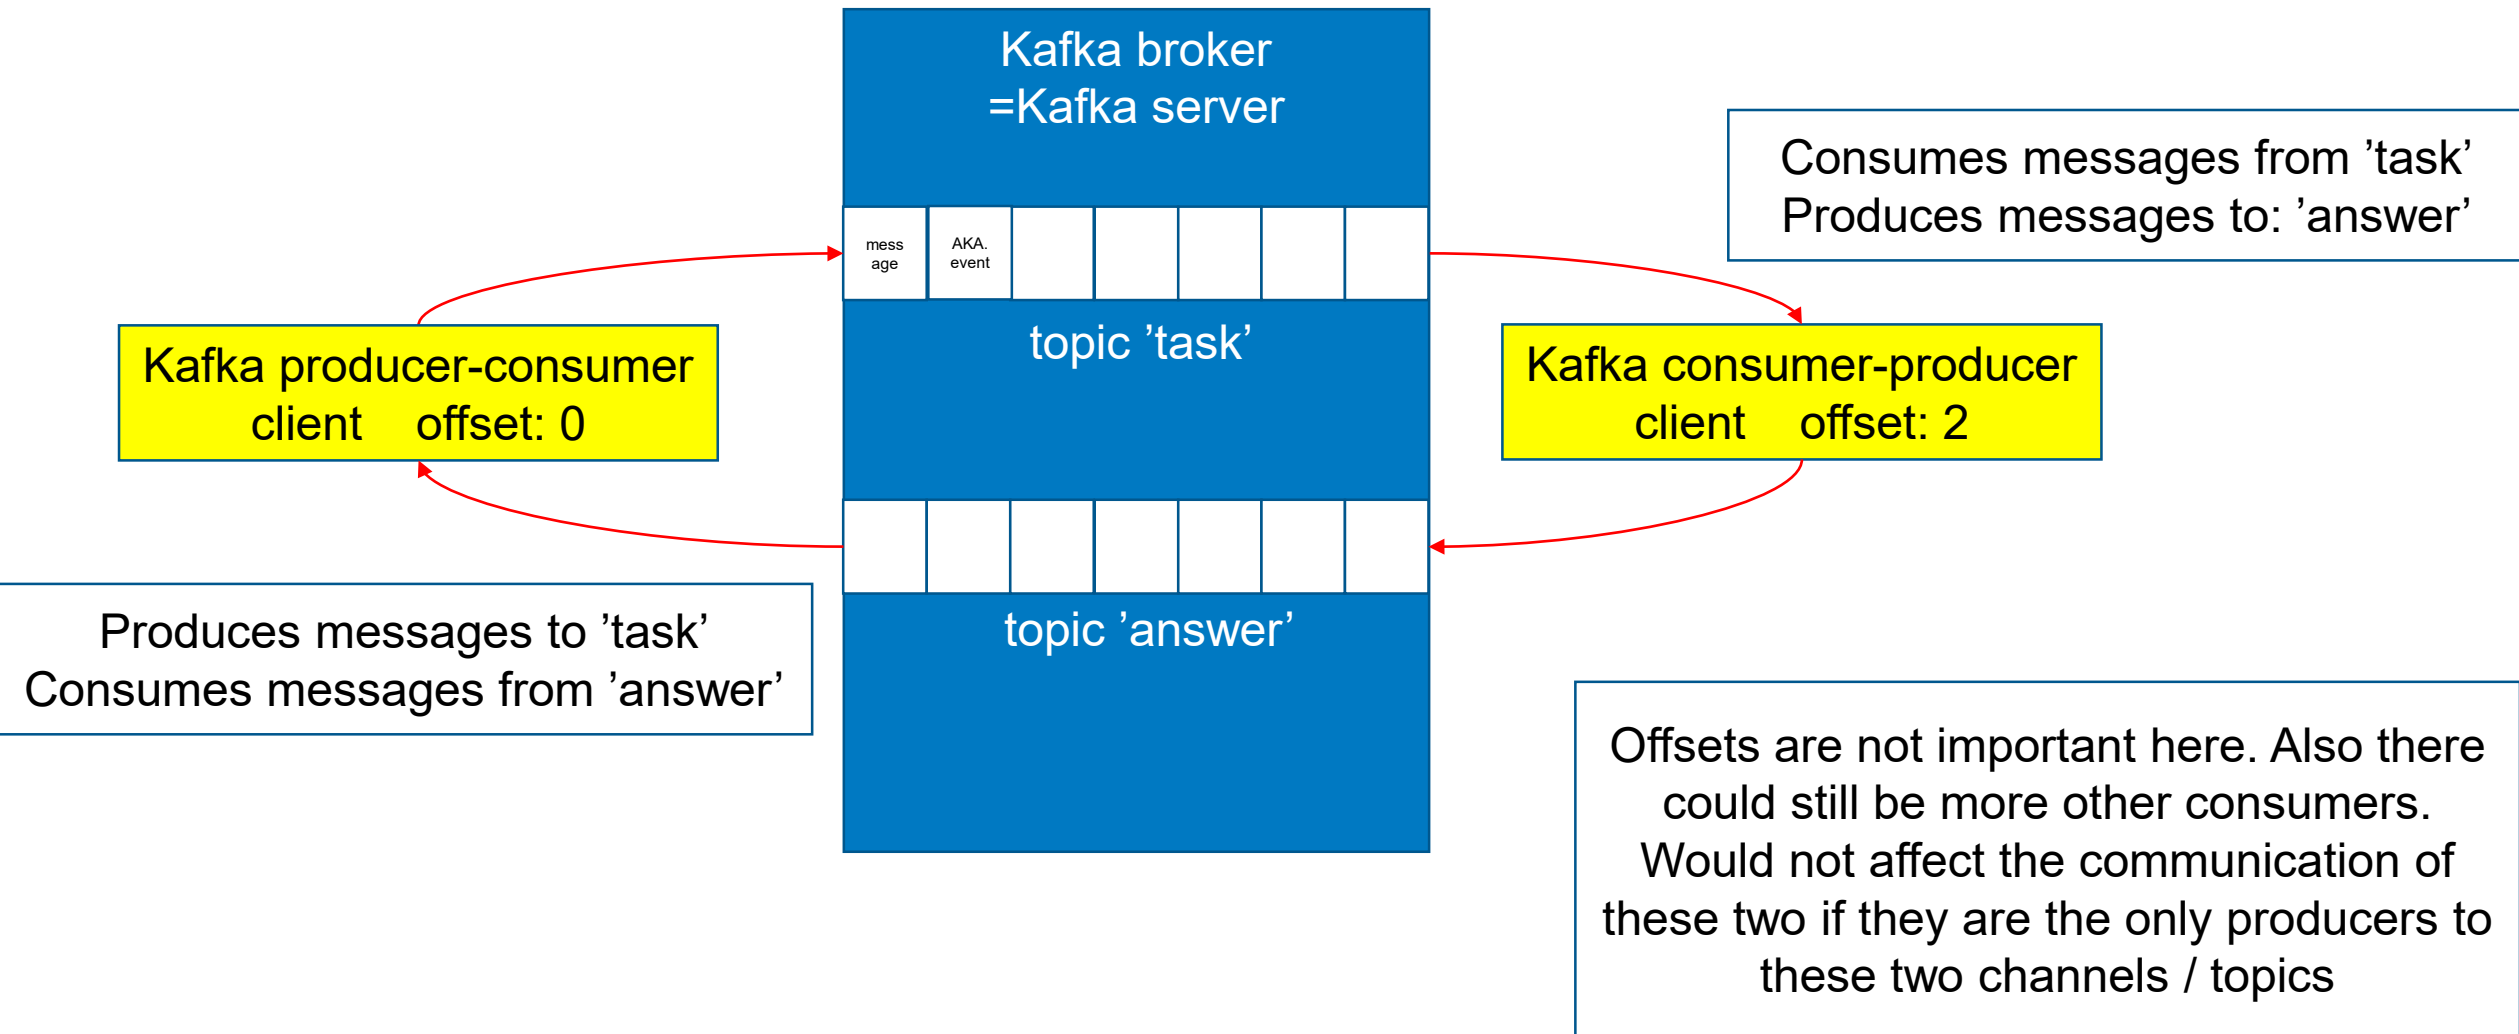 Kafka broker
=Kafka server
Consumes messages from ’task’
Produces messages to: ’answer’
mess
age
AKA.
event
topic ’task’
Kafka producer-consumer
client offset: 0
Kafka consumer-producer
client offset: 2
topic ’answer’
Produces messages to ’task’
Consumes messages from ’answer’
Offsets are not important here. Also there
could still be more other consumers.
Would not affect the communication of
these two if they are the only producers to
these two channels / topics